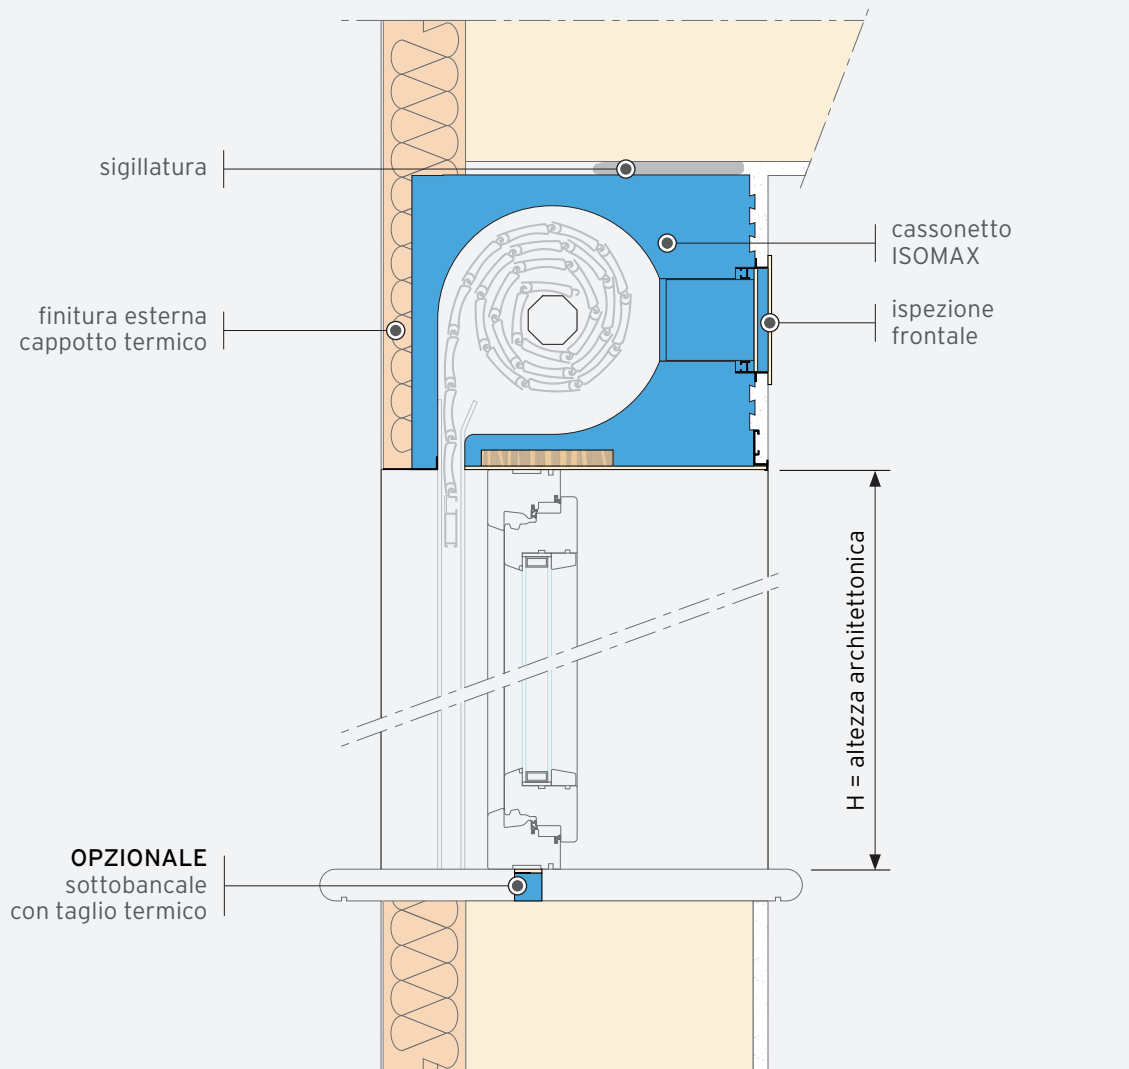 sigillatura
cassonetto
ISOMAX
finitura esterna
cappotto termico
ispezione
frontale
H = altezza architettonica
OPZIONALE
sottobancale
con taglio termico